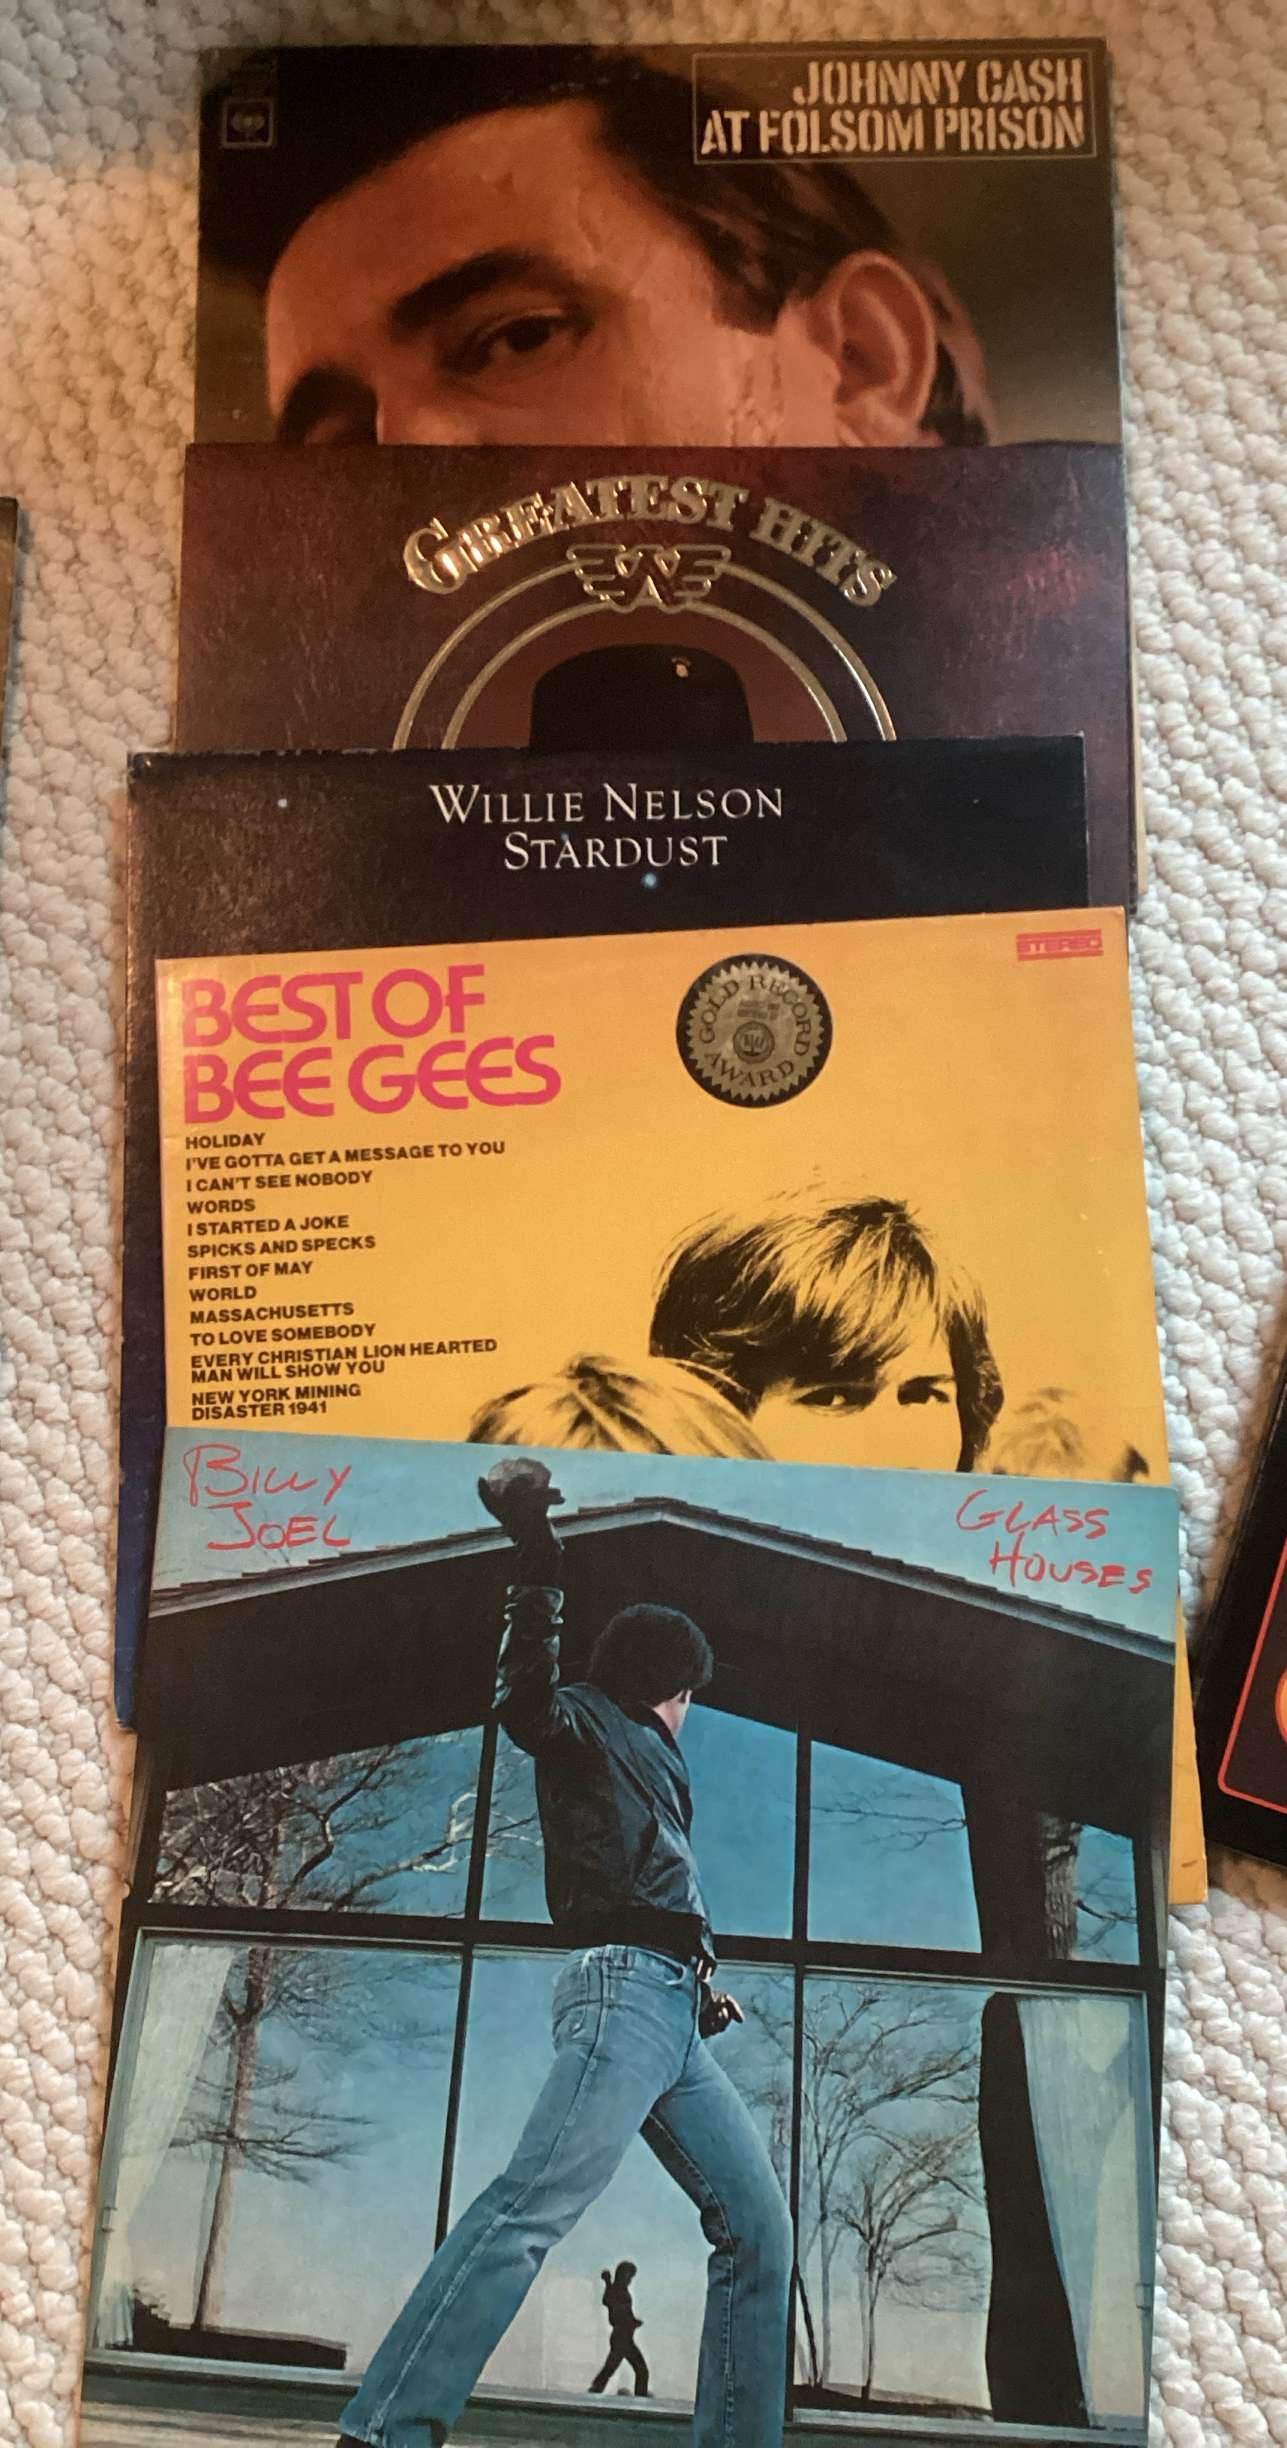 JOHNNY CASH
AT FOLSOM PRISON
GREATEST HITS
W
WILLIE NELSON
STARDUST
STEREO
BEST OF
BEE GEES
GOLD RECORD
AWARD
HOLIDAY
I'VE GOTTA GET A MESSAGE TO YOU
I CAN'T SEE NOBODY
WORDS
I STARTED A JOKE
SPICKS AND SPECKS
FIRST OF MAY
WORLD
MASSACHUSETTS
TO LOVE SOMEBODY
EVERY CHRISTIAN LION HEARTED
MAN WILL SHOW YOU
NEW YORK MINING
DISASTER 1941
BILLY
JOEL
GLASS
HOUSES